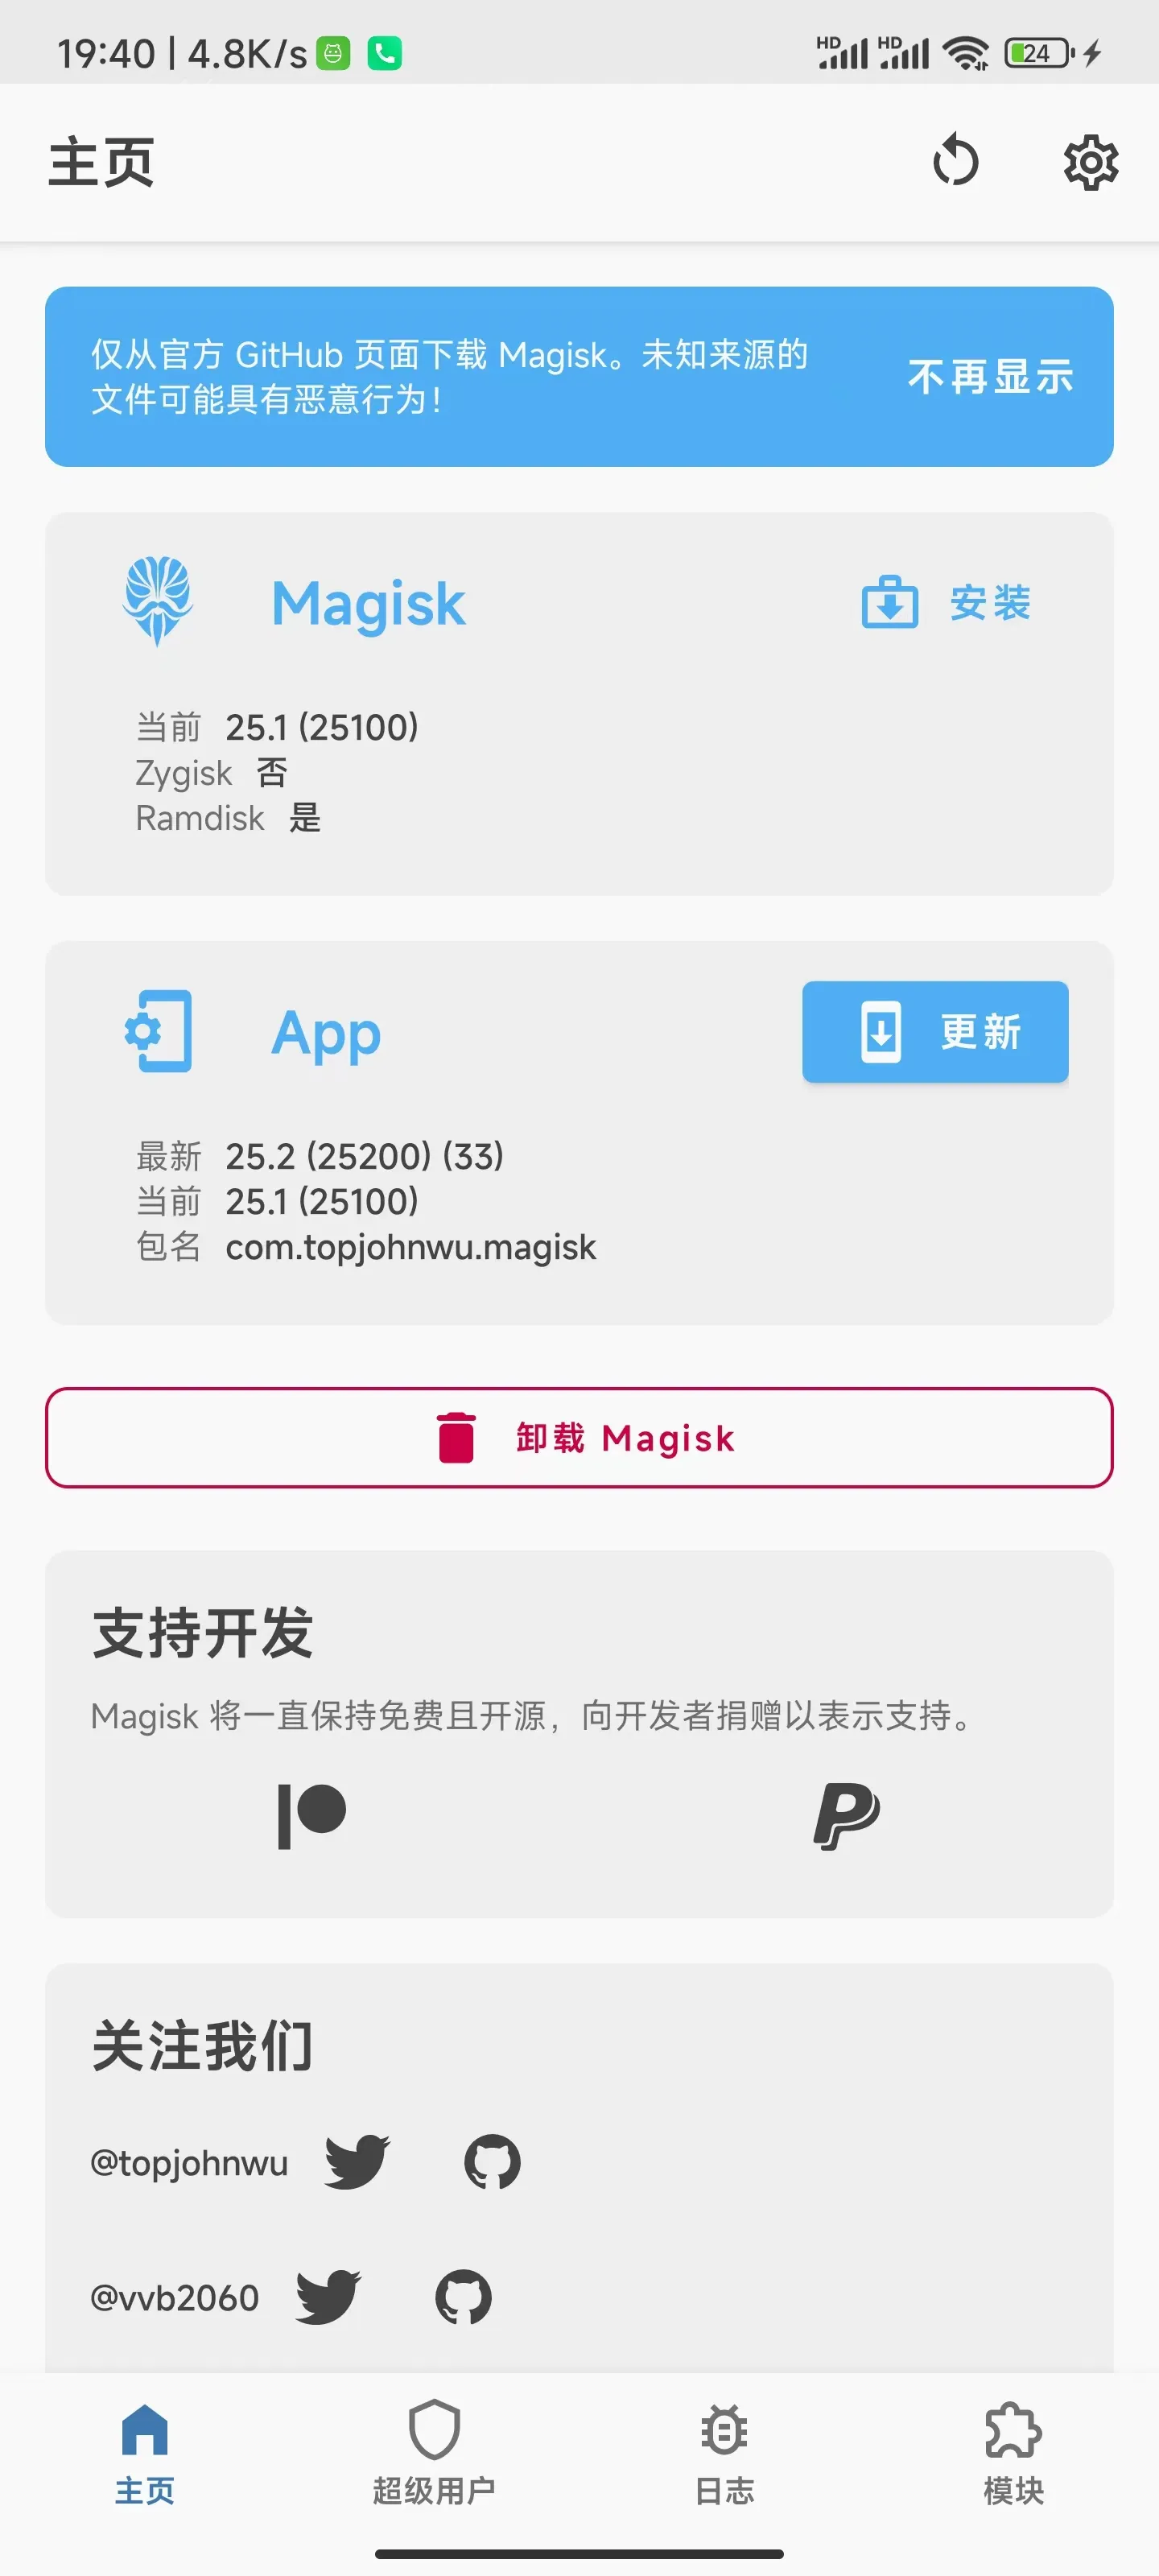 19:40 | 4.8K/s
HD HD 24
主页
仅从官方 GitHub 页面下载 Magisk。未知来源的
文件可能具有恶意行为！
不再显示
Magisk
安装
当前 25.1 (25100)
Zygisk 否
Ramdisk 是
App
更新
最新 25.2 (25200) (33)
当前 25.1 (25100)
包名 com.topjohnwu.magisk
卸载 Magisk
支持开发
Magisk 将一直保持免费且开源，向开发者捐赠以表示支持。
关注我们
@topjohnwu
@vvb2060
主页 超级用户 日志 模块